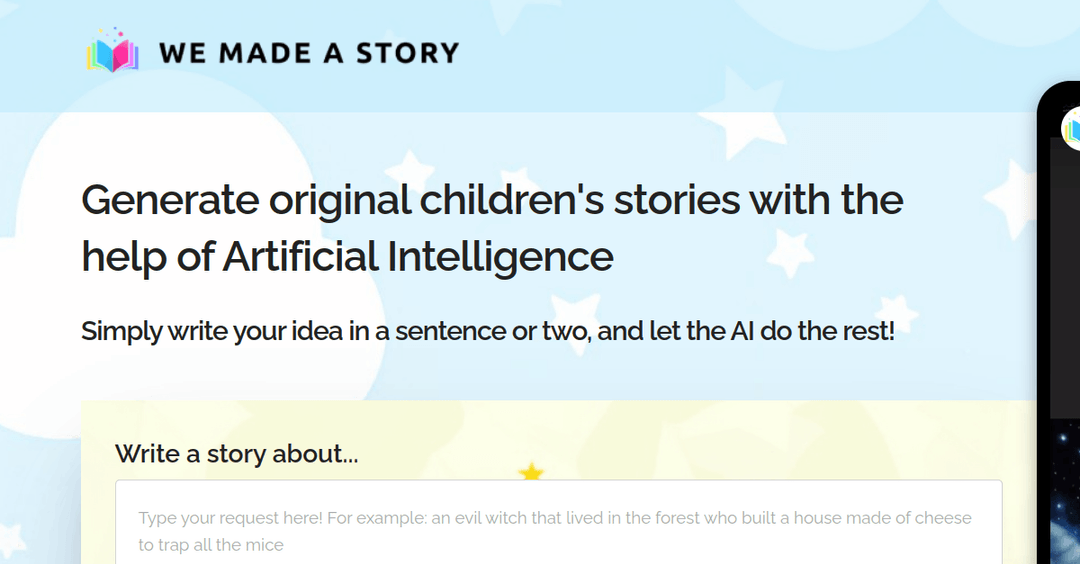 WE MADE A STORY
Generate original children's stories with the
help of Artificial Intelligence
Simply write your idea in a sentence or two, and let the AI do the rest!
Write a story about...
Type your request here! For example: an evil witch that lived in the forest who built a house made of cheese
to trap all the mice